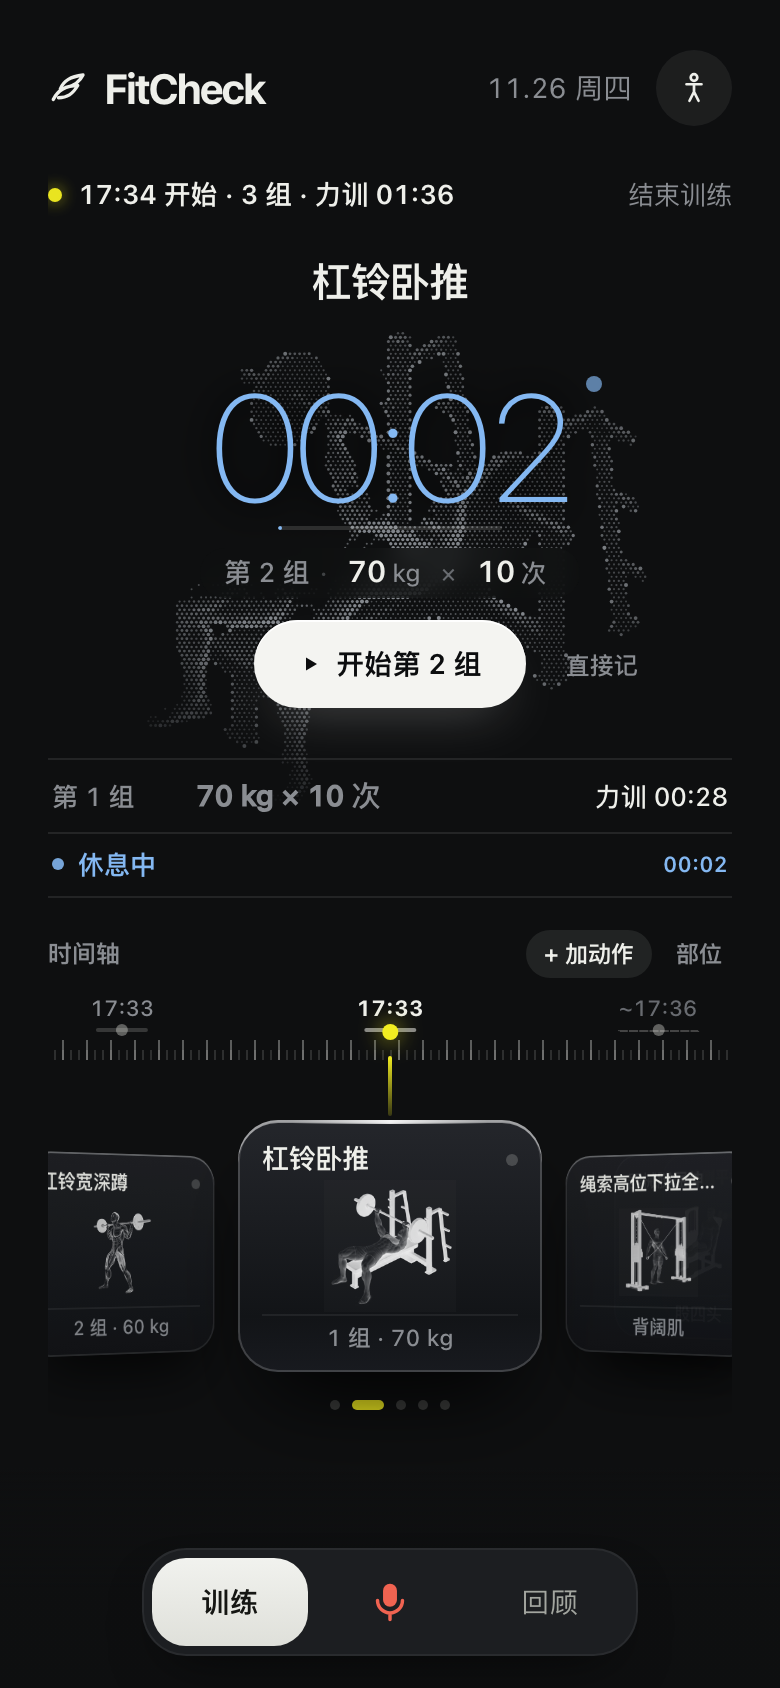 FitCheck
11.26 周四
17:34 开始 · 3 组 · 力训 01:36
结束训练
杠铃卧推
00:02
第 2 组 · 70 kg × 10 次
开始第 2 组
直接记
第 1 组 70 kg × 10 次 力训 00:28
休息中 00:02
时间轴
+ 加动作
部位
17:33 17:33 ~17:36
杠铃宽深蹲
2 组 · 60 kg
杠铃卧推
1 组 · 70 kg
绳索高位下拉全...
背阔肌
训练
回顾